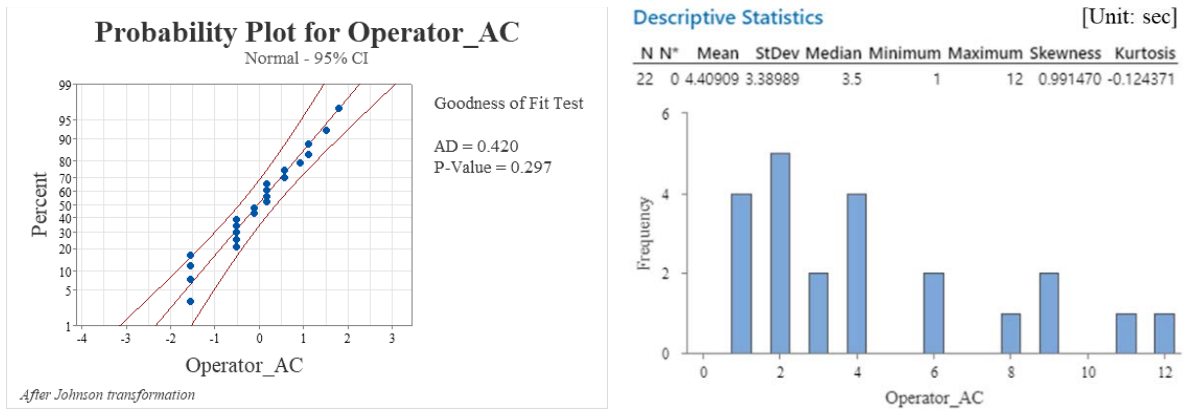 Probability Plot for Operator_AC
Normal - 95% CI
99
95
90
80
70
60
50
40
30
20
10
5
1
Percent
-4 -3 -2 -1 0 1 2 3
Operator_AC
After Johnson transformation
Goodness of Fit Test
AD = 0.420
P-Value = 0.297
Descriptive Statistics [Unit: sec]
N N* Mean StDev Median Minimum Maximum Skewness Kurtosis
22 0 4.40909 3.38989 3.5 1 12 0.991470 -0.124371
6
4
2
0
Frequency
0 2 4 6 8 10 12
Operator_AC